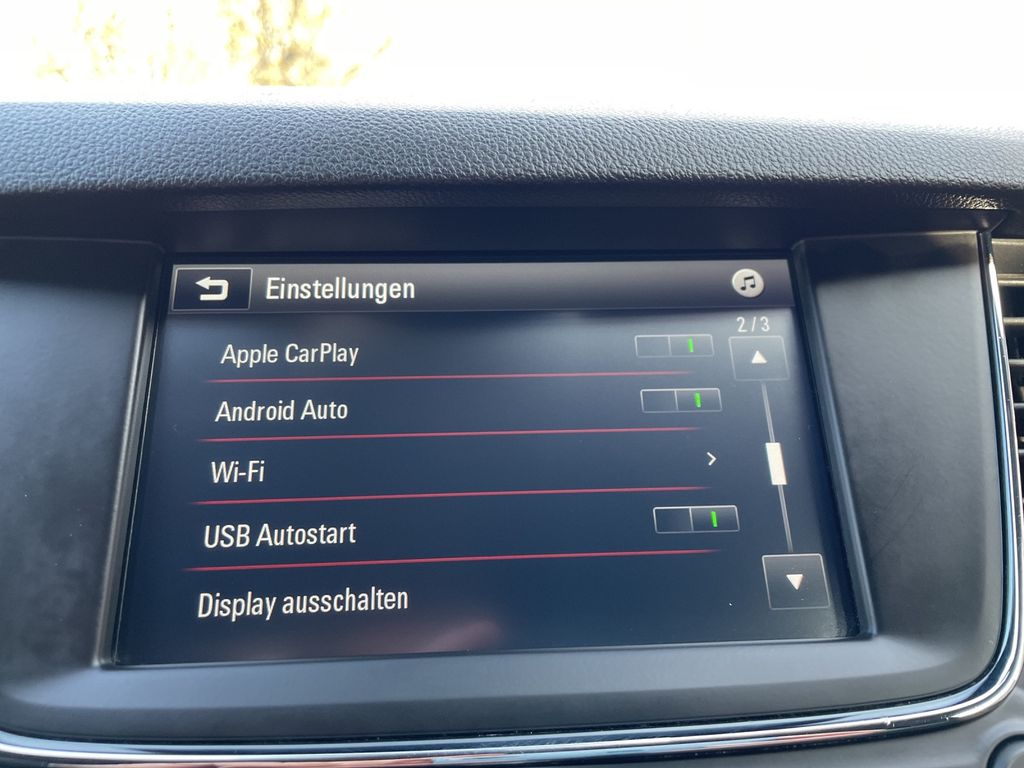 Einstellungen
2/3
Apple CarPlay
Android Auto
Wi-Fi
USB Autostart
Display ausschalten